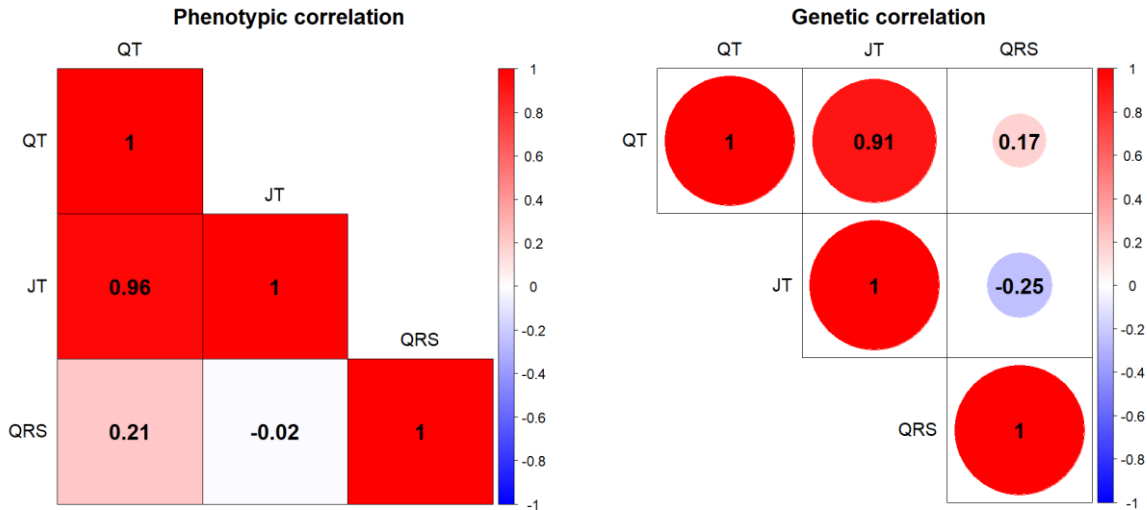 Phenotypic correlation
QT
QT 1
JT
JT 0.96 1
QRS
QRS 0.21 -0.02 1
1
0.8
0.6
0.4
0.2
0
-0.2
-0.4
-0.6
-0.8
-1
Genetic correlation
QT JT QRS
QT 1 0.91 0.17
JT 1 -0.25
QRS 1
1
0.8
0.6
0.4
0.2
0
-0.2
-0.4
-0.6
-0.8
-1